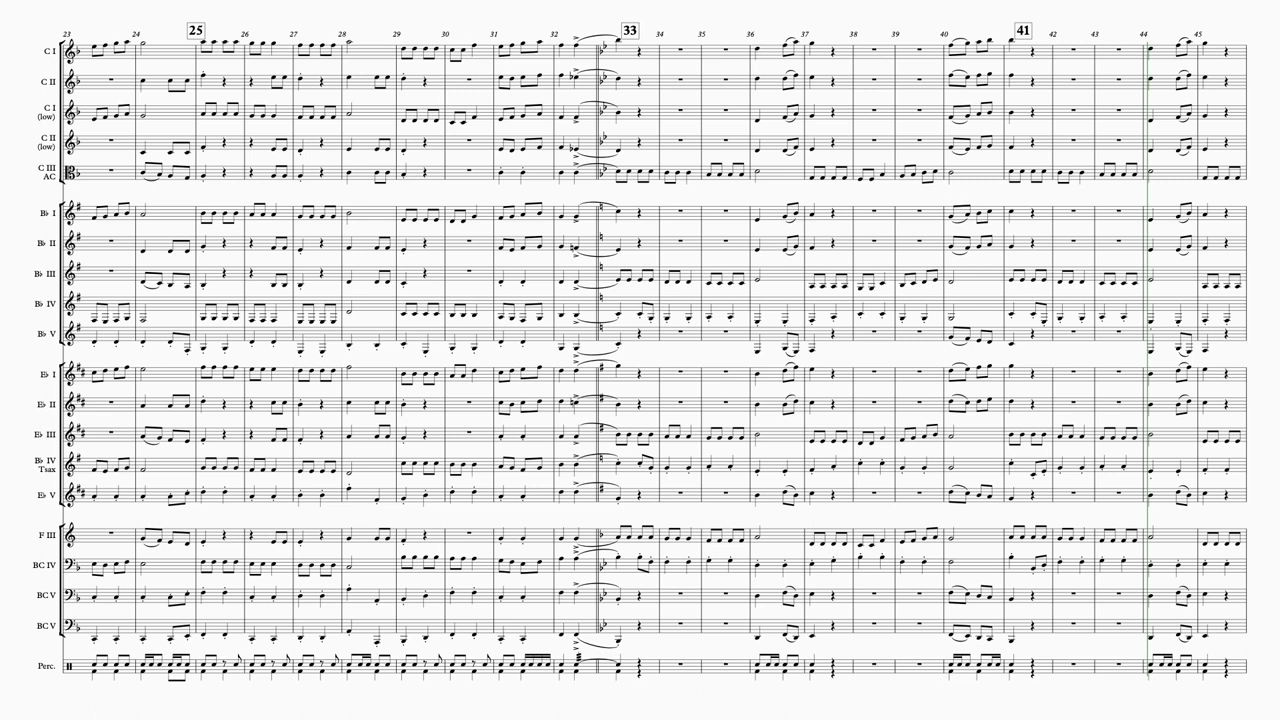 25 33 41
23 24 26 27 28 29 30 31 32 34 35 36 37 38 39 40 42 43 44 45
C I
C II
C I
(low)
C II
(low)
C III
AC
B♭ I
B♭ II
B♭ III
B♭ IV
B♭ V
E♭ I
E♭ II
E♭ III
B♭ IV
Tsax
E♭ V
F III
BC IV
BC V
BC V
Perc.